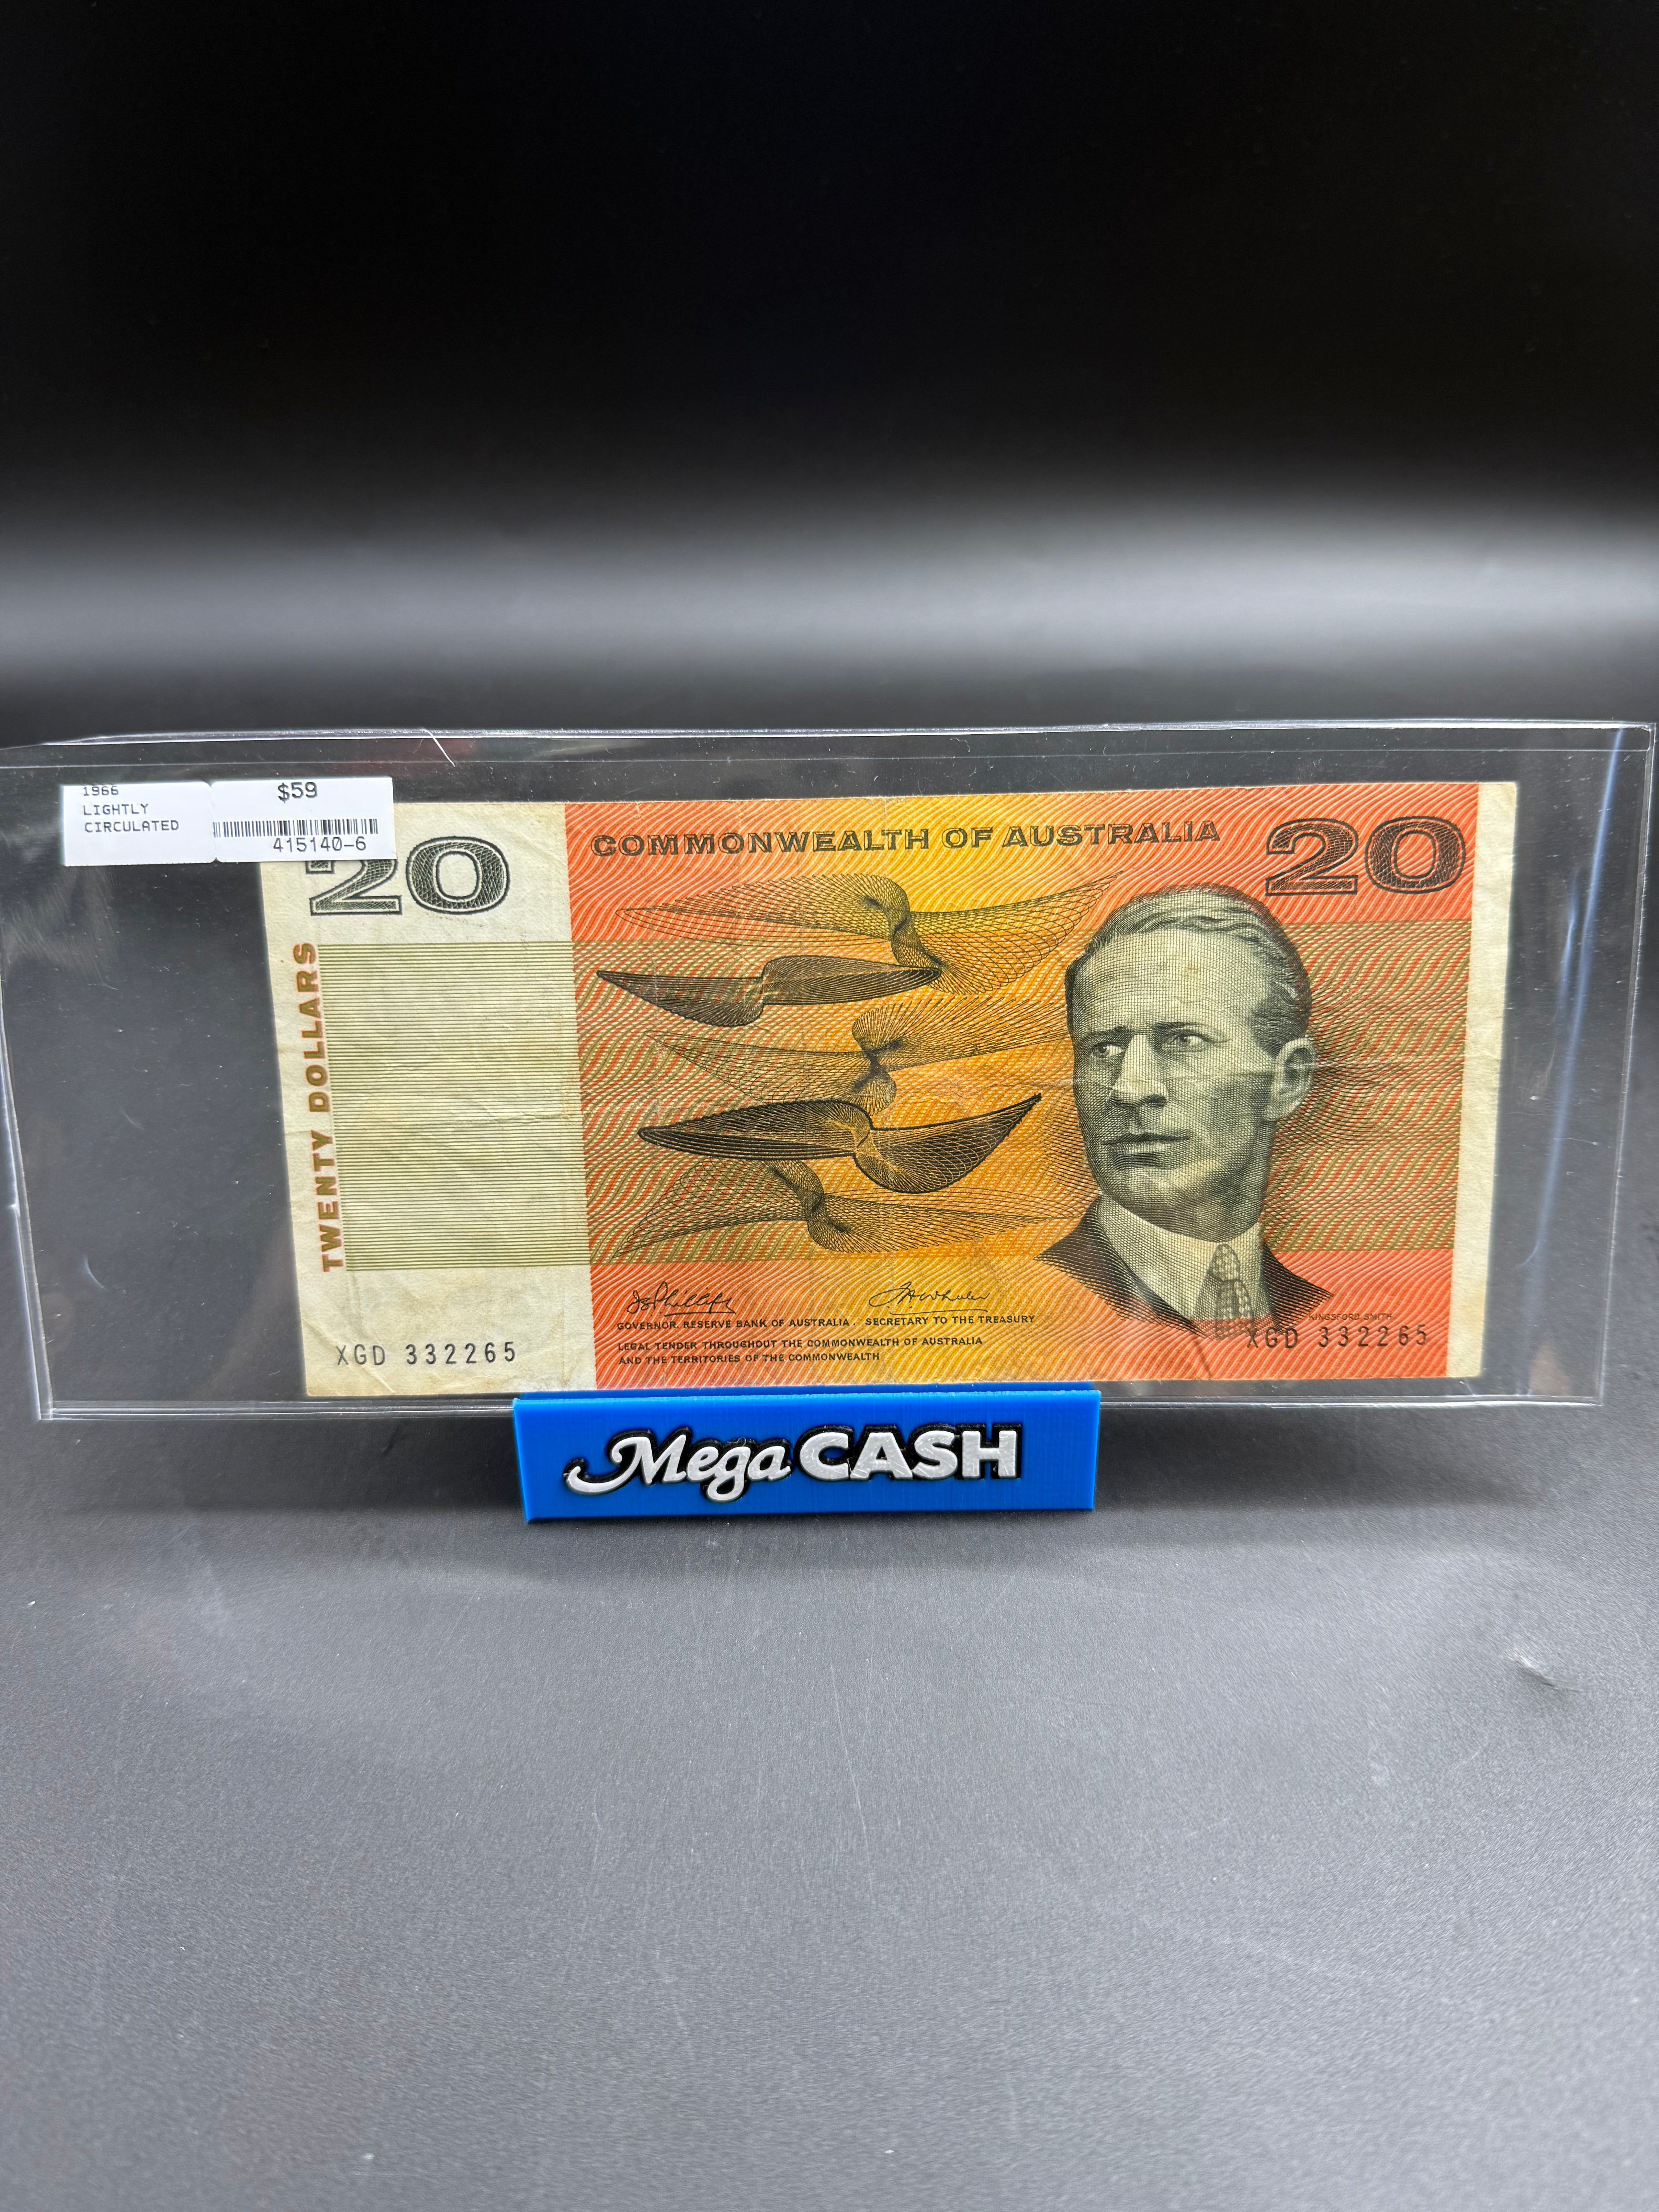 1966
LIGHTLY
CIRCULATED
$59
415140-6
20
COMMONWEALTH OF AUSTRALIA
20
TWENTY DOLLARS
GOVERNOR, RESERVE BANK OF AUSTRALIA. SECRETARY TO THE TREASURY
LEGAL TENDER THROUGHOUT THE COMMONWEALTH OF AUSTRALIA
AND THE TERRITORIES OF THE COMMONWEALTH
KINGSFORD SMITH
XGD 332265
XGD 332265
Mega CASH